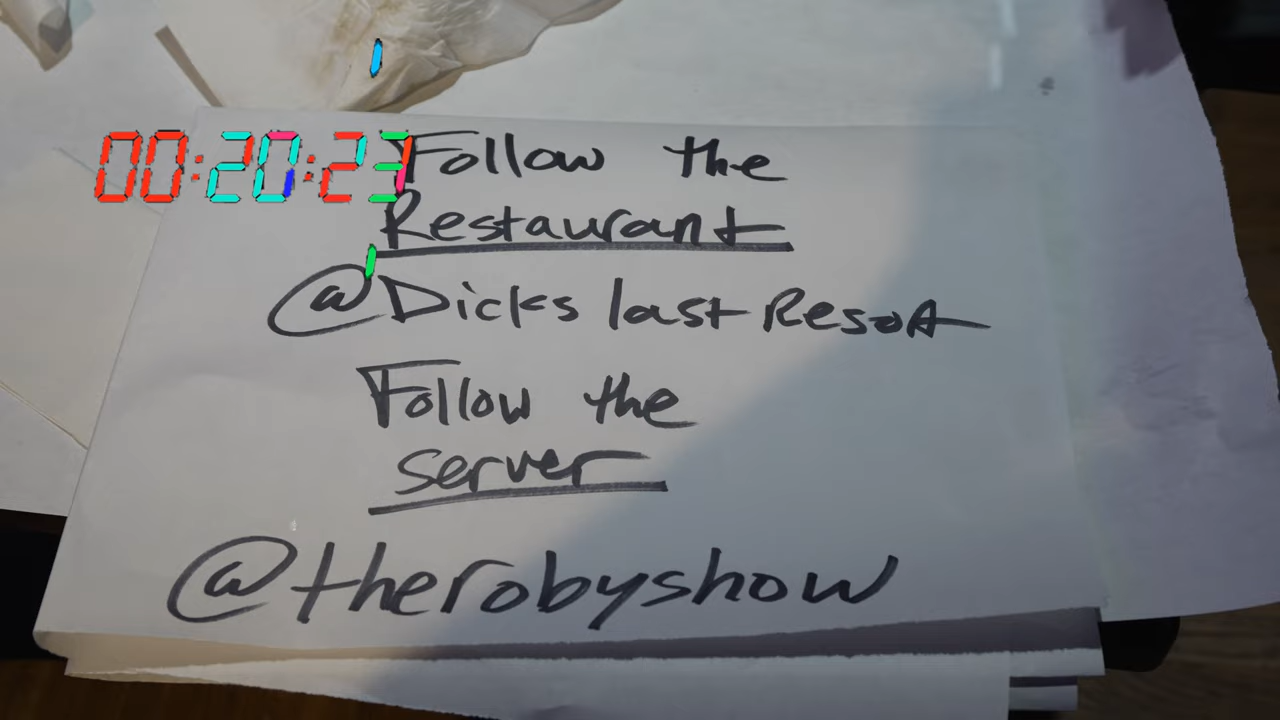 00:20:23
Follow the
Restaurant
@Dicks last Resort
Follow the
server
@therobyshow